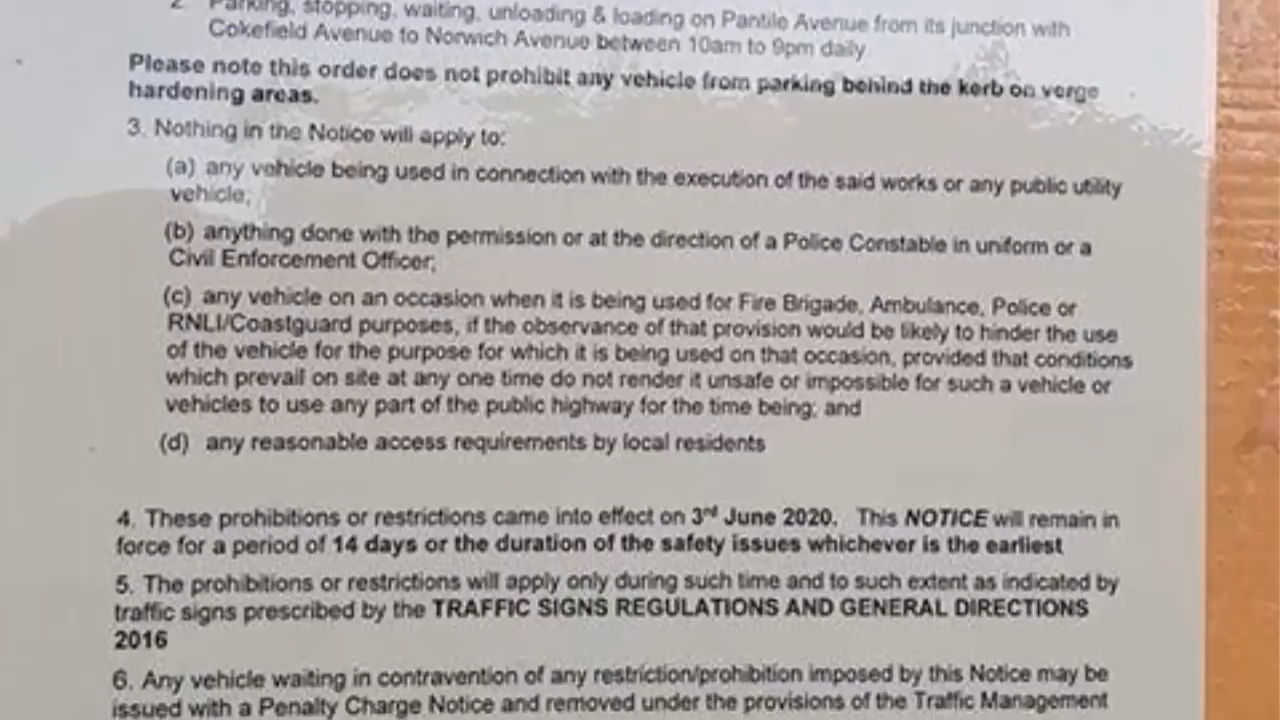 2 Parking, stopping, waiting, unloading & loading on Pantile Avenue from its junction with
Cokefield Avenue to Norwich Avenue between 10am to 9pm daily
Please note this order does not prohibit any vehicle from parking behind the kerb on verge
hardening areas.
3. Nothing in the Notice will apply to:
(a) any vehicle being used in connection with the execution of the said works or any public utility
vehicle;
(b) anything done with the permission or at the direction of a Police Constable in uniform or a
Civil Enforcement Officer;
(c) any vehicle on an occasion when it is being used for Fire Brigade, Ambulance, Police or
RNLI/Coastguard purposes, if the observance of that provision would be likely to hinder the use
of the vehicle for the purpose for which it is being used on that occasion, provided that conditions
which prevail on site at any one time do not render it unsafe or impossible for such a vehicle or
vehicles to use any part of the public highway for the time being; and
(d) any reasonable access requirements by local residents
4. These prohibitions or restrictions came into effect on 3rd June 2020. This NOTICE will remain in
force for a period of 14 days or the duration of the safety issues whichever is the earliest
5. The prohibitions or restrictions will apply only during such time and to such extent as indicated by
traffic signs prescribed by the TRAFFIC SIGNS REGULATIONS AND GENERAL DIRECTIONS
2016
6. Any vehicle waiting in contravention of any restriction/prohibition imposed by this Notice may be
issued with a Penalty Charge Notice and removed under the provisions of the Traffic Management